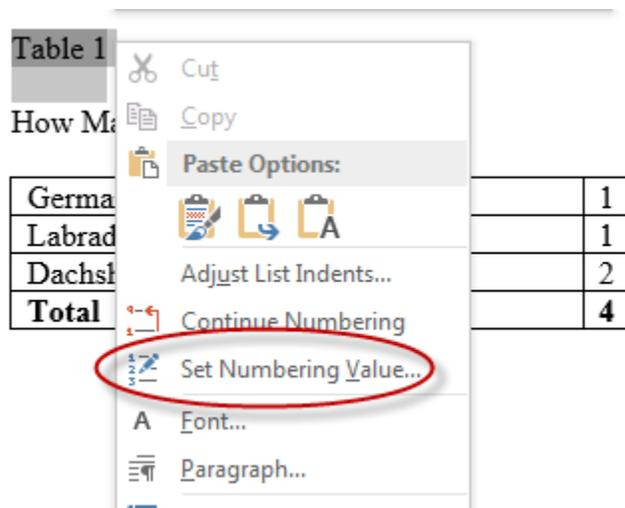 Table 1
Cut
Copy
How Ma
Paste Options:
Germa 1
Labrad 1
Dachsh 2
Total 4
Adjust List Indents...
Continue Numbering
Set Numbering Value...
Font...
Paragraph...